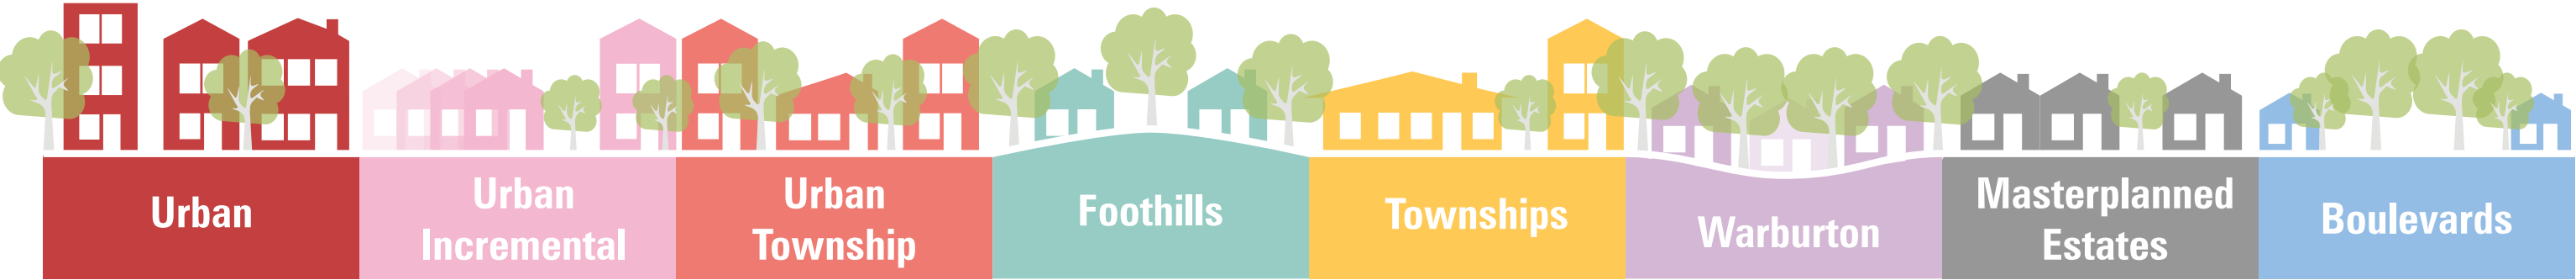 Urban
Urban
Incremental
Urban
Township
Foothills
Townships
Warburton
Masterplanned
Estates
Boulevards